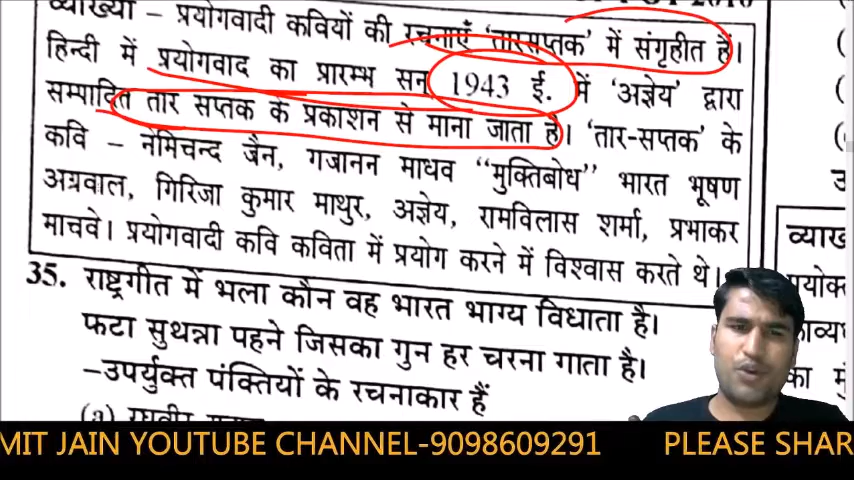 व्याख्या – प्रयोगवादी कवियों की रचनाएँ 'तारसप्तक' में संगृहीत हैं।
हिन्दी में प्रयोगवाद का प्रारम्भ सन् 1943 ई. में 'अज्ञेय' द्वारा
सम्पादित तार सप्तक के प्रकाशन से माना जाता है। 'तार-सप्तक' के
कवि – नेमिचन्द जैन, गजानन माधव "मुक्तिबोध" भारत भूषण
अग्रवाल, गिरिजा कुमार माथुर, अज्ञेय, रामविलास शर्मा, प्रभाकर
माचवे। प्रयोगवादी कवि कविता में प्रयोग करने में विश्वास करते थे।
35. राष्ट्रगीत में भला कौन वह भारत भाग्य विधाता है।
फटा सुथन्ना पहने जिसका गुन हर चरना गाता है।
–उपर्युक्त पंक्तियों के रचनाकार हैं
(a) रघुवीर
व्याख
का
MIT JAIN YOUTUBE CHANNEL-9098609291 PLEASE SHAR